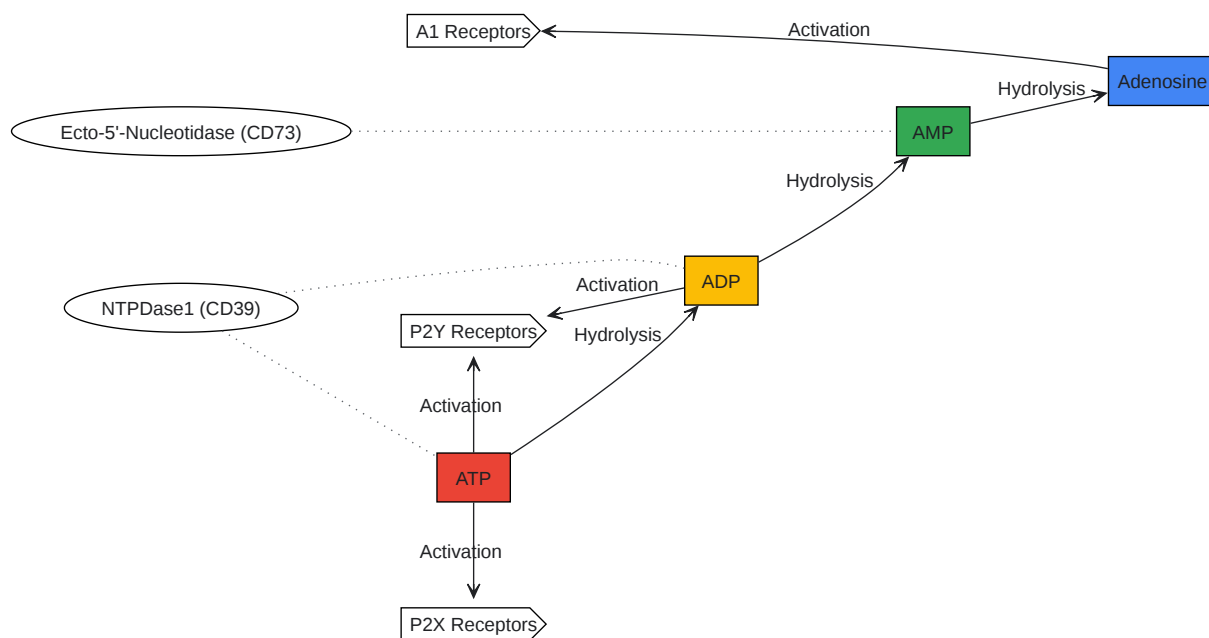 A1 Receptors
Activation
Adenosine
Hydrolysis
Ecto-5'-Nucleotidase (CD73)
AMP
Hydrolysis
ADP
Activation
NTPDase1 (CD39)
P2Y Receptors
Hydrolysis
Activation
ATP
Activation
P2X Receptors